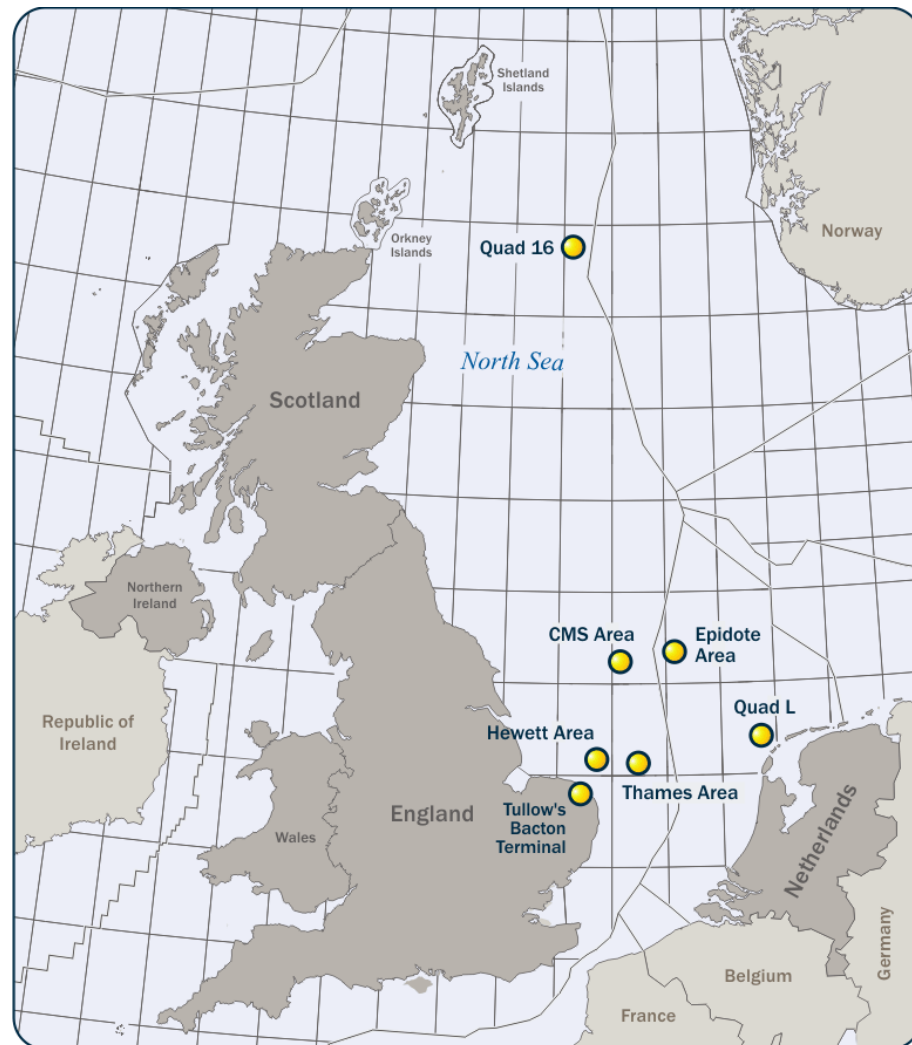 Shetland
Islands
Norway
Orkney
Islands
Quad 16
North Sea
Scotland
Northern
Ireland
CMS Area
Epidote
Area
Republic of
Ireland
Quad L
Hewett Area
Thames Area
Tullow's
Bacton
Terminal
England
Wales
Netherlands
Germany
Belgium
France